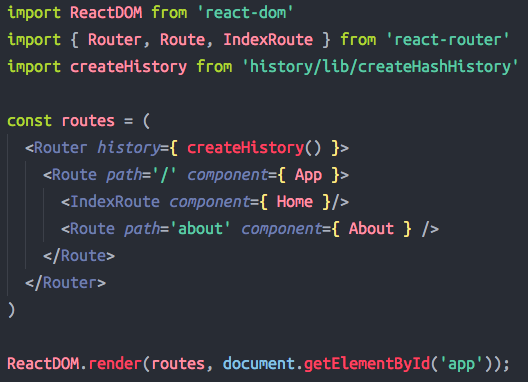 import ReactDOM from 'react-dom'
import { Router, Route, IndexRoute } from 'react-router'
import createHistory from 'history/lib/createHashHistory'

const routes = (
  <Router history={ createHistory() }>
    <Route path='/' component={ App }>
      <IndexRoute component={ Home }/>
      <Route path='about' component={ About } />
    </Route>
  </Router>
)

ReactDOM.render(routes, document.getElementById('app'));